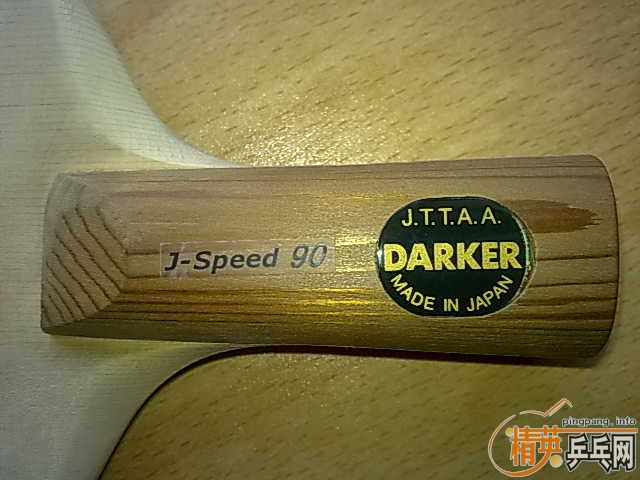 J-Speed 90
J.T.T.A.A.
DARKER
MADE IN JAPAN
pingpang.info
精英乒乓网